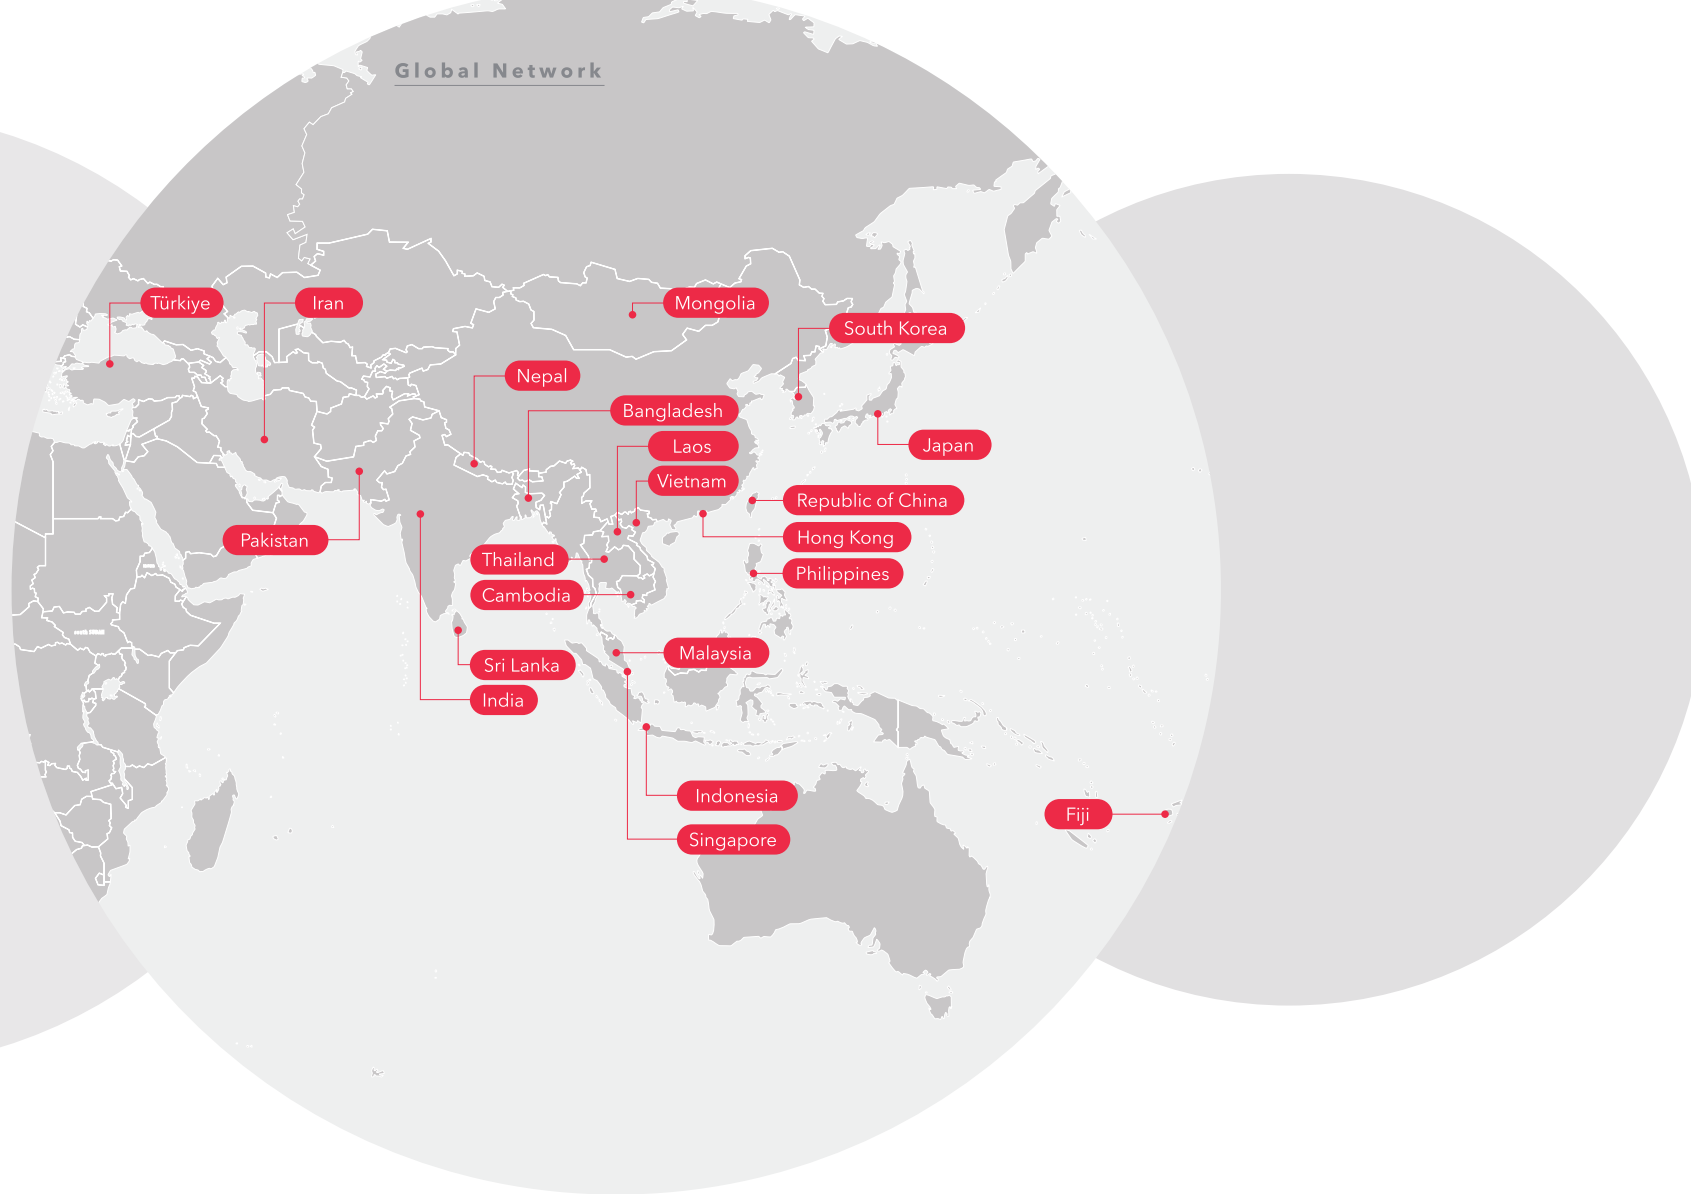 Global Network
Türkiye
Iran
Mongolia
South Korea
Nepal
Bangladesh
Laos
Japan
Vietnam
Republic of China
Pakistan
Hong Kong
Thailand
Philippines
Cambodia
Malaysia
Sri Lanka
India
Indonesia
Fiji
Singapore